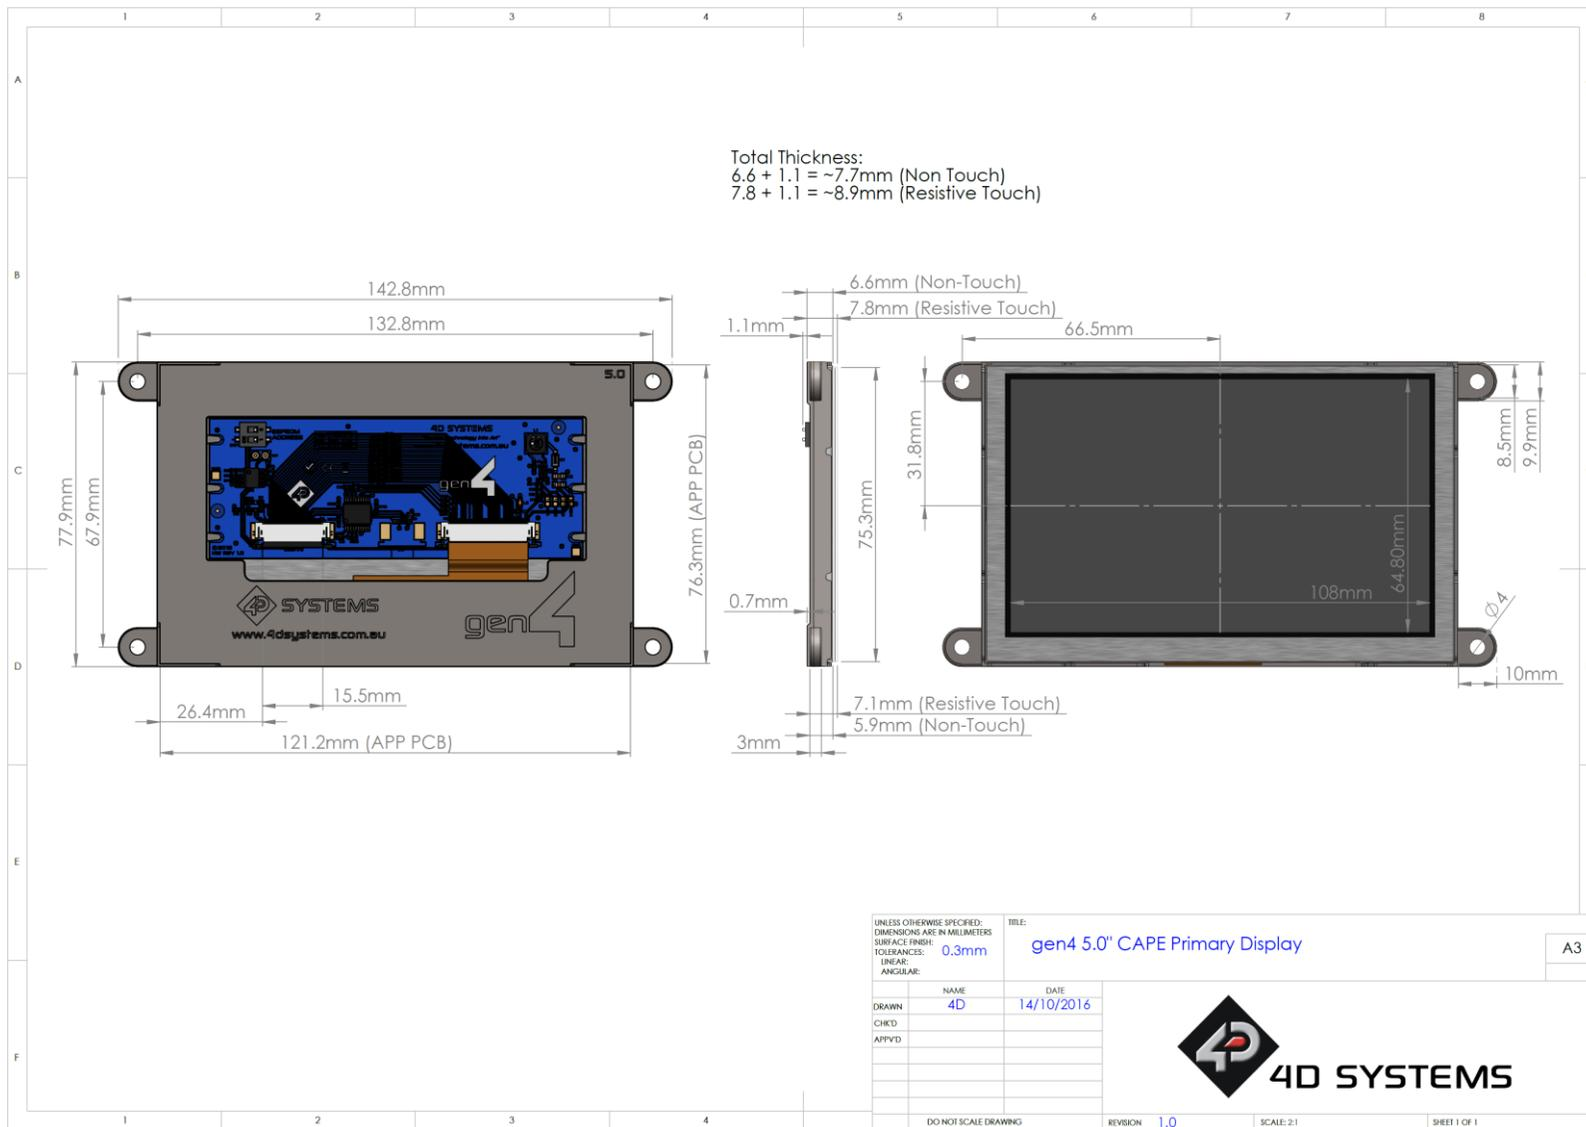 1 2 3 4 5 6 7 8
A
Total Thickness:
6.6 + 1.1 = ~7.7mm (Non Touch)
7.8 + 1.1 = ~8.9mm (Resistive Touch)
B
142.8mm
132.8mm
6.6mm (Non-Touch)
7.8mm (Resistive Touch)
1.1mm
66.5mm
5.0
4D SYSTEMS
gen4
C
77.9mm
67.9mm
76.3mm (APP PCB)
75.3mm
31.8mm
8.5mm
9.9mm
64.80mm
108mm
Ø4
0.7mm
4D SYSTEMS
www.4dsystems.com.au
gen4
D
10mm
15.5mm
26.4mm
121.2mm (APP PCB)
7.1mm (Resistive Touch)
5.9mm (Non-Touch)
3mm
E
UNLESS OTHERWISE SPECIFIED:
DIMENSIONS ARE IN MILLIMETERS
SURFACE FINISH:
TOLERANCES: 0.3mm
LINEAR:
ANGULAR:
TITLE:
gen4 5.0" CAPE Primary Display
A3
NAME DATE
DRAWN 4D 14/10/2016
CHK'D
APPV'D
F
4D SYSTEMS
1 2 3 4
DO NOT SCALE DRAWING
REVISION 1.0
SCALE: 2:1
SHEET 1 OF 1